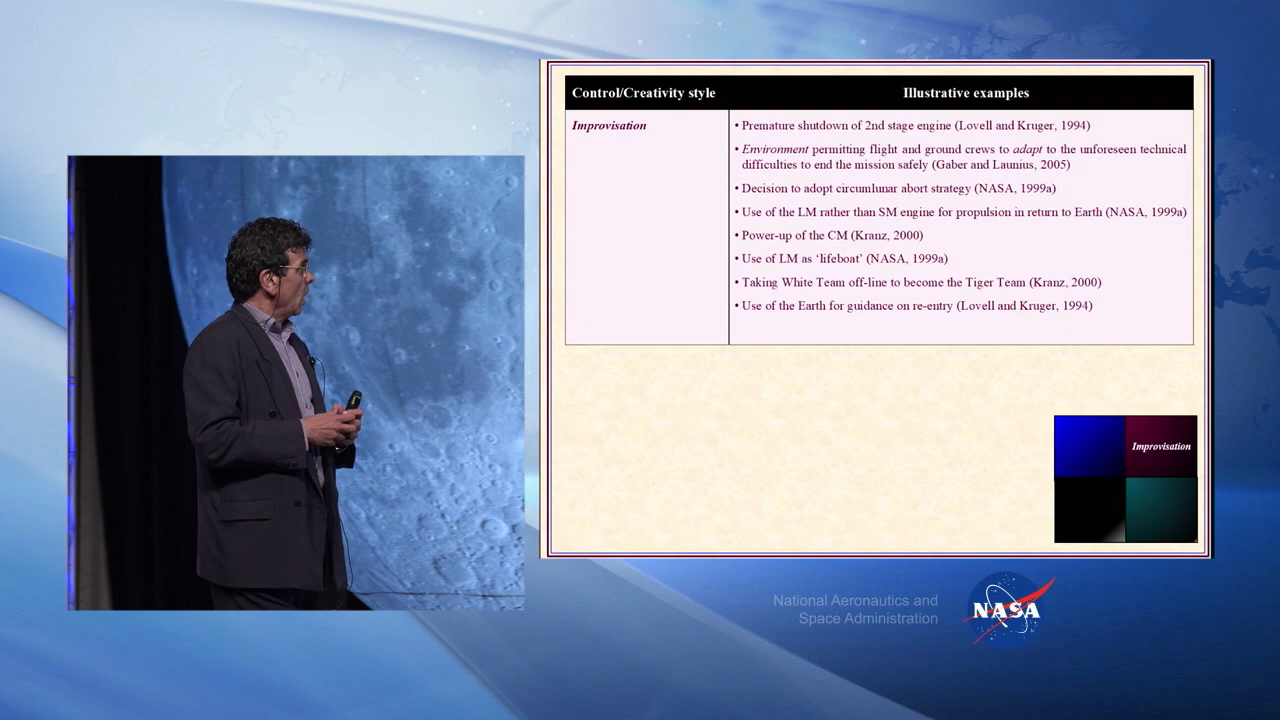 Control/Creativity style
Illustrative examples
Improvisation
• Premature shutdown of 2nd stage engine (Lovell and Kruger, 1994)
• Environment permitting flight and ground crews to adapt to the unforeseen technical
difficulties to end the mission safely (Gaber and Launius, 2005)
• Decision to adopt circumlunar abort strategy (NASA, 1999a)
• Use of the LM rather than SM engine for propulsion in return to Earth (NASA, 1999a)
• Power-up of the CM (Kranz, 2000)
• Use of LM as ‘lifeboat’ (NASA, 1999a)
• Taking White Team off-line to become the Tiger Team (Kranz, 2000)
• Use of the Earth for guidance on re-entry (Lovell and Kruger, 1994)
Improvisation
National Aeronautics and
Space Administration
NASA